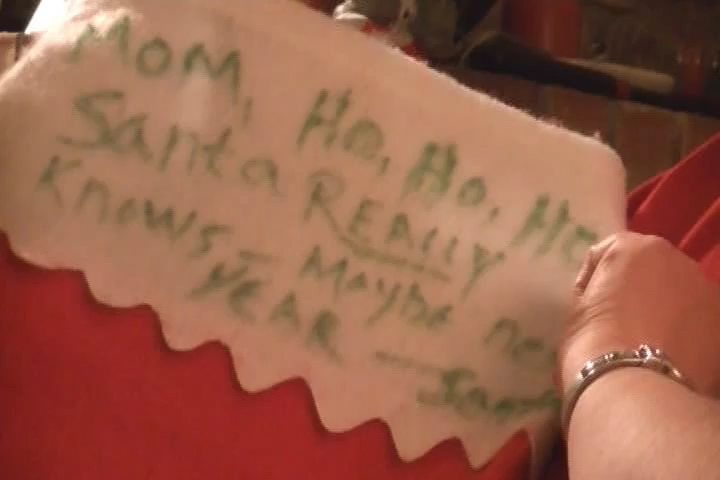 Mom, Ho, Ho, Ho
Santa REAlly
Knows - Maybe
YEAR —